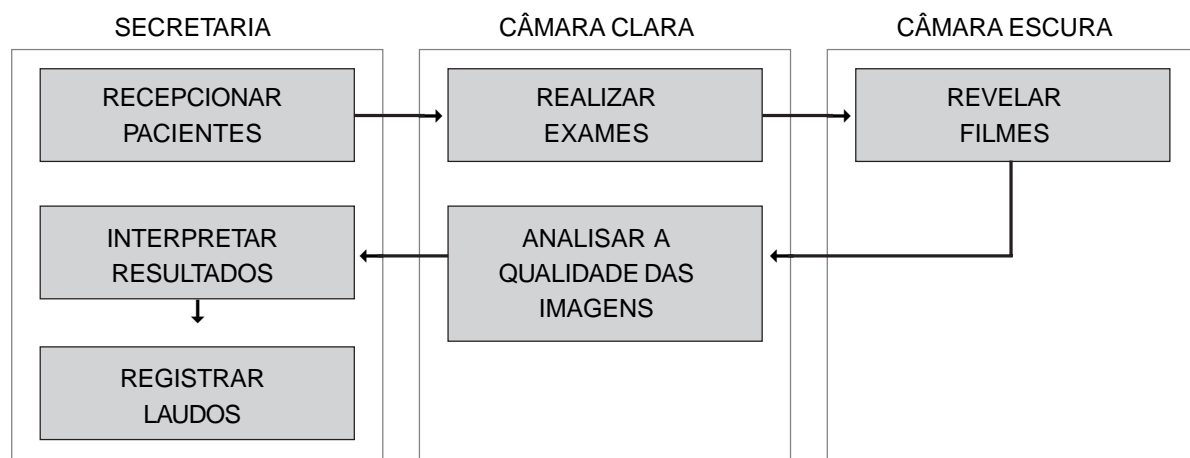 SECRETARIA
CÂMARA CLARA
CÂMARA ESCURA
RECEPCIONAR
PACIENTES
REALIZAR
EXAMES
REVELAR
FILMES
INTERPRETAR
RESULTADOS
ANALISAR A
QUALIDADE DAS
IMAGENS
REGISTRAR
LAUDOS